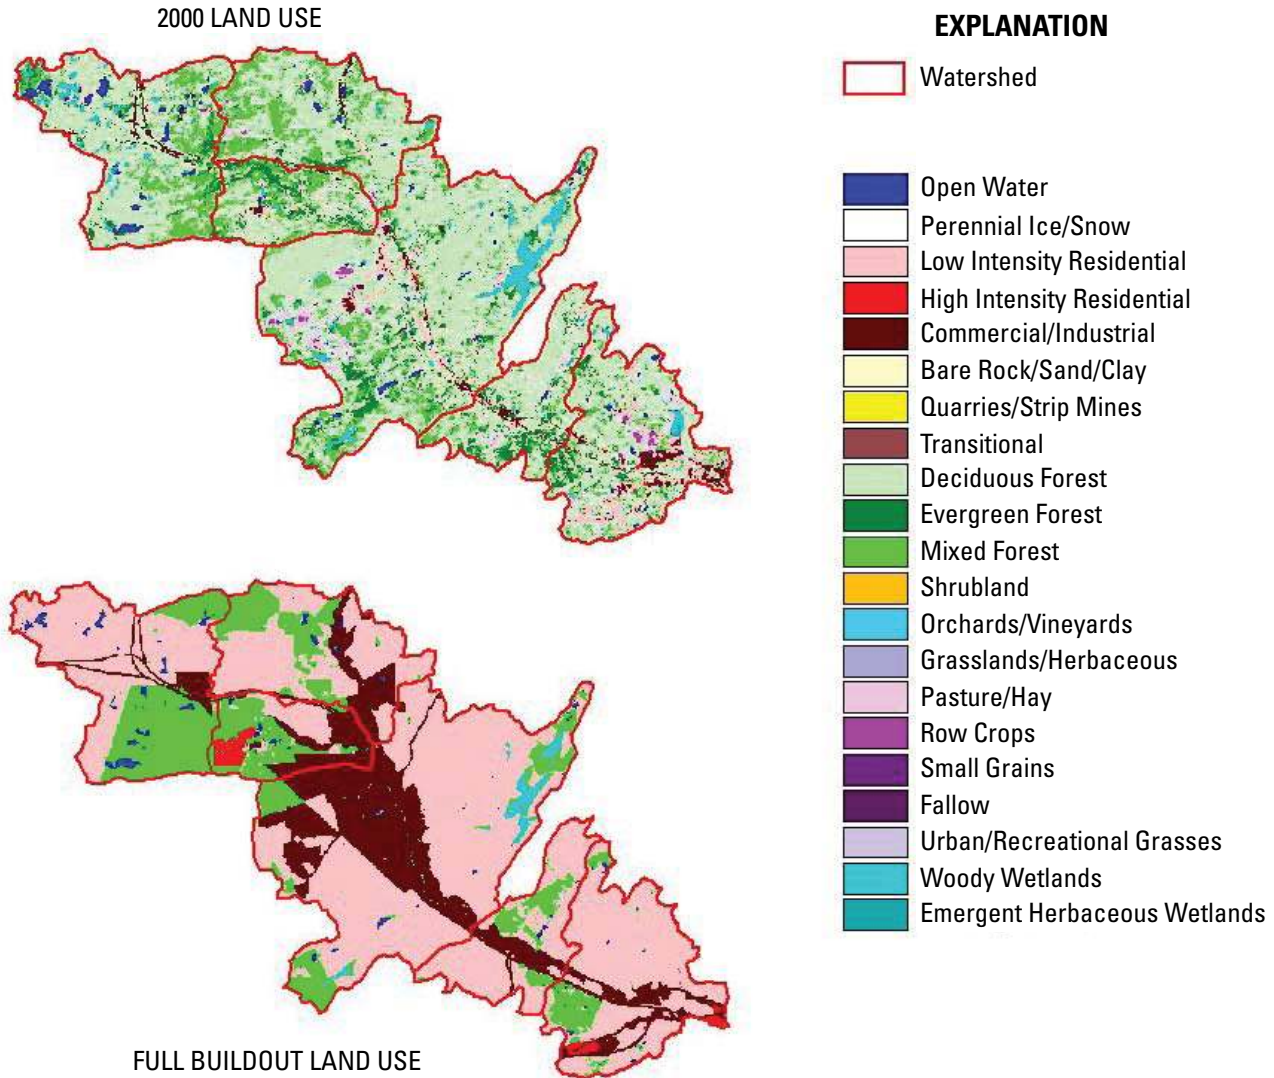 2000 LAND USE
EXPLANATION
Watershed
Open Water
Perennial Ice/Snow
Low Intensity Residential
High Intensity Residential
Commercial/Industrial
Bare Rock/Sand/Clay
Quarries/Strip Mines
Transitional
Deciduous Forest
Evergreen Forest
Mixed Forest
Shrubland
Orchards/Vineyards
Grasslands/Herbaceous
Pasture/Hay
Row Crops
Small Grains
Fallow
Urban/Recreational Grasses
Woody Wetlands
Emergent Herbaceous Wetlands
FULL BUILDOUT LAND USE